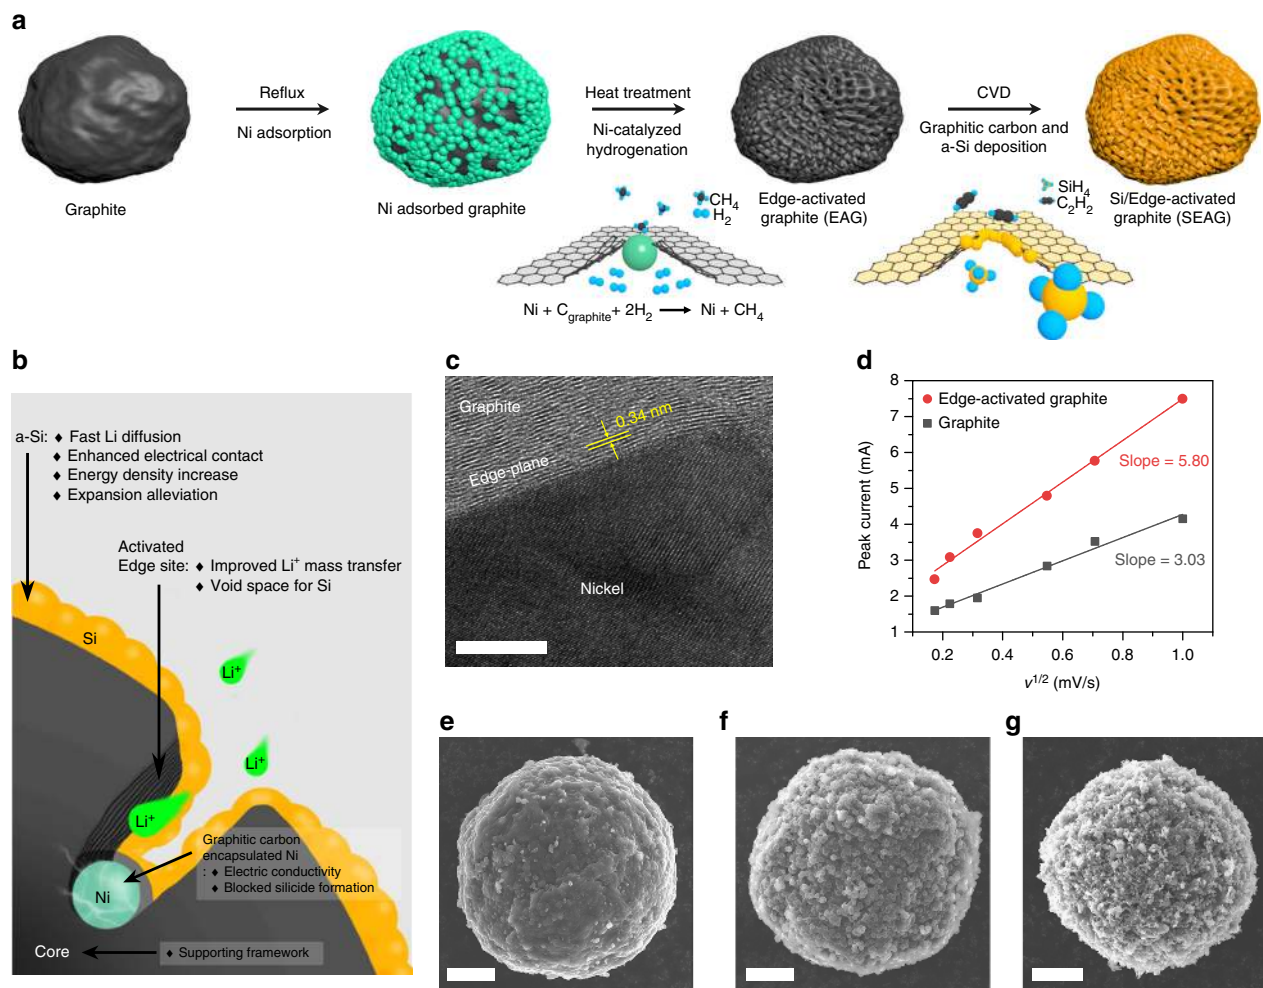 a
Reflux
Ni adsorption
Heat treatment
Ni-catalyzed
hydrogenation
CVD
Graphitic carbon and
a-Si deposition
Graphite
Ni adsorbed graphite
CH4
H2
Edge-activated
graphite (EAG)
SiH4
C2H2
Si/Edge-activated
graphite (SEAG)
Ni + Cgraphite+ 2H2 → Ni + CH4
b
a-Si: ♦ Fast Li diffusion
♦ Enhanced electrical contact
♦ Energy density increase
♦ Expansion alleviation
Activated
Edge site: ♦ Improved Li+ mass transfer
♦ Void space for Si
Si
Li+
Li+
Li+
Graphitic carbon
encapsulated Ni
: ♦ Electric conductivity
♦ Blocked silicide formation
Ni
Core
♦ Supporting framework
c
Graphite
0.34 nm
Edge-plane
Nickel
d
8
7
6
5
4
3
2
1
Peak current (mA)
Edge-activated graphite
Graphite
Slope = 5.80
Slope = 3.03
0.2 0.4 0.6 0.8 1.0
v1/2 (mV/s)
e
f
g